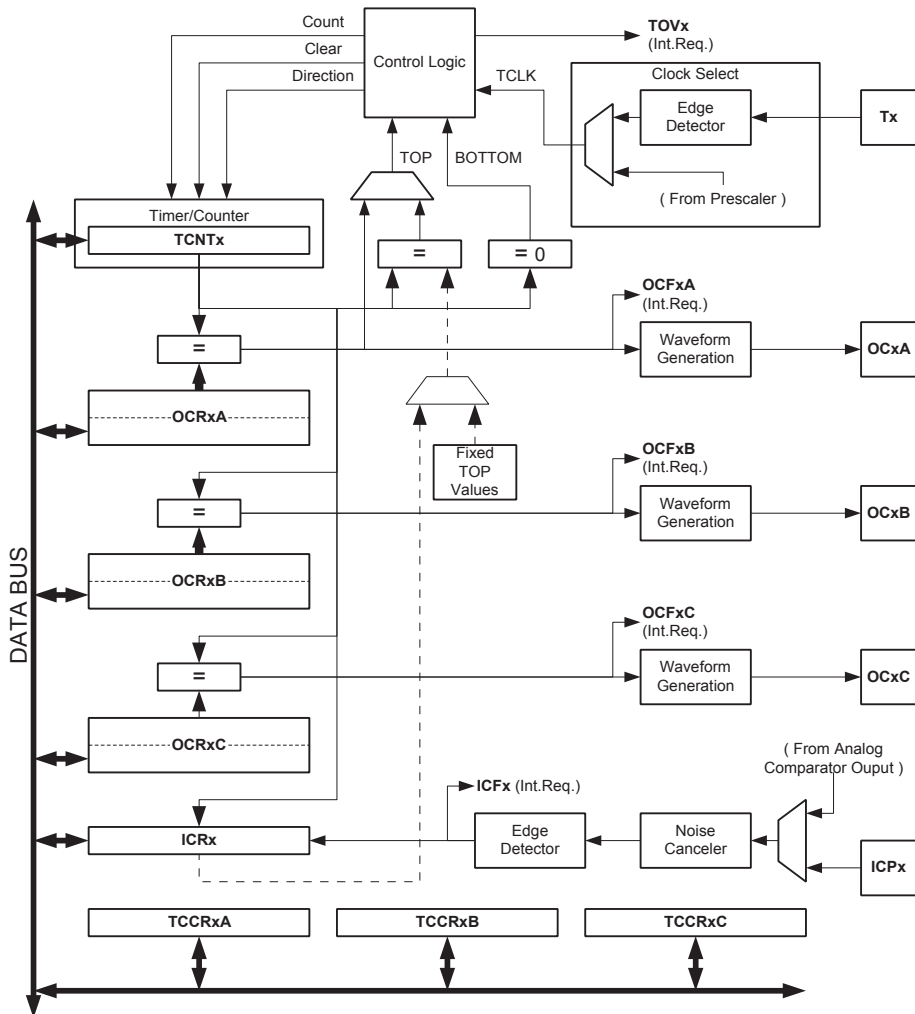 Count
Clear
Direction
Control Logic
TOVx
(Int.Req.)
TCLK
Clock Select
Edge
Detector
Tx
( From Prescaler )
TOP
BOTTOM
Timer/Counter
TCNTx
=
= 0
=
OCFxA
(Int.Req.)
Waveform
Generation
OCxA
OCRxA
Fixed
TOP
Values
OCFxB
(Int.Req.)
=
Waveform
Generation
OCxB
OCRxB
DATA BUS
OCFxC
(Int.Req.)
=
Waveform
Generation
OCxC
OCRxC
( From Analog
Comparator Ouput )
ICFx (Int.Req.)
ICRx
Edge
Detector
Noise
Canceler
ICPx
TCCRxA
TCCRxB
TCCRxC